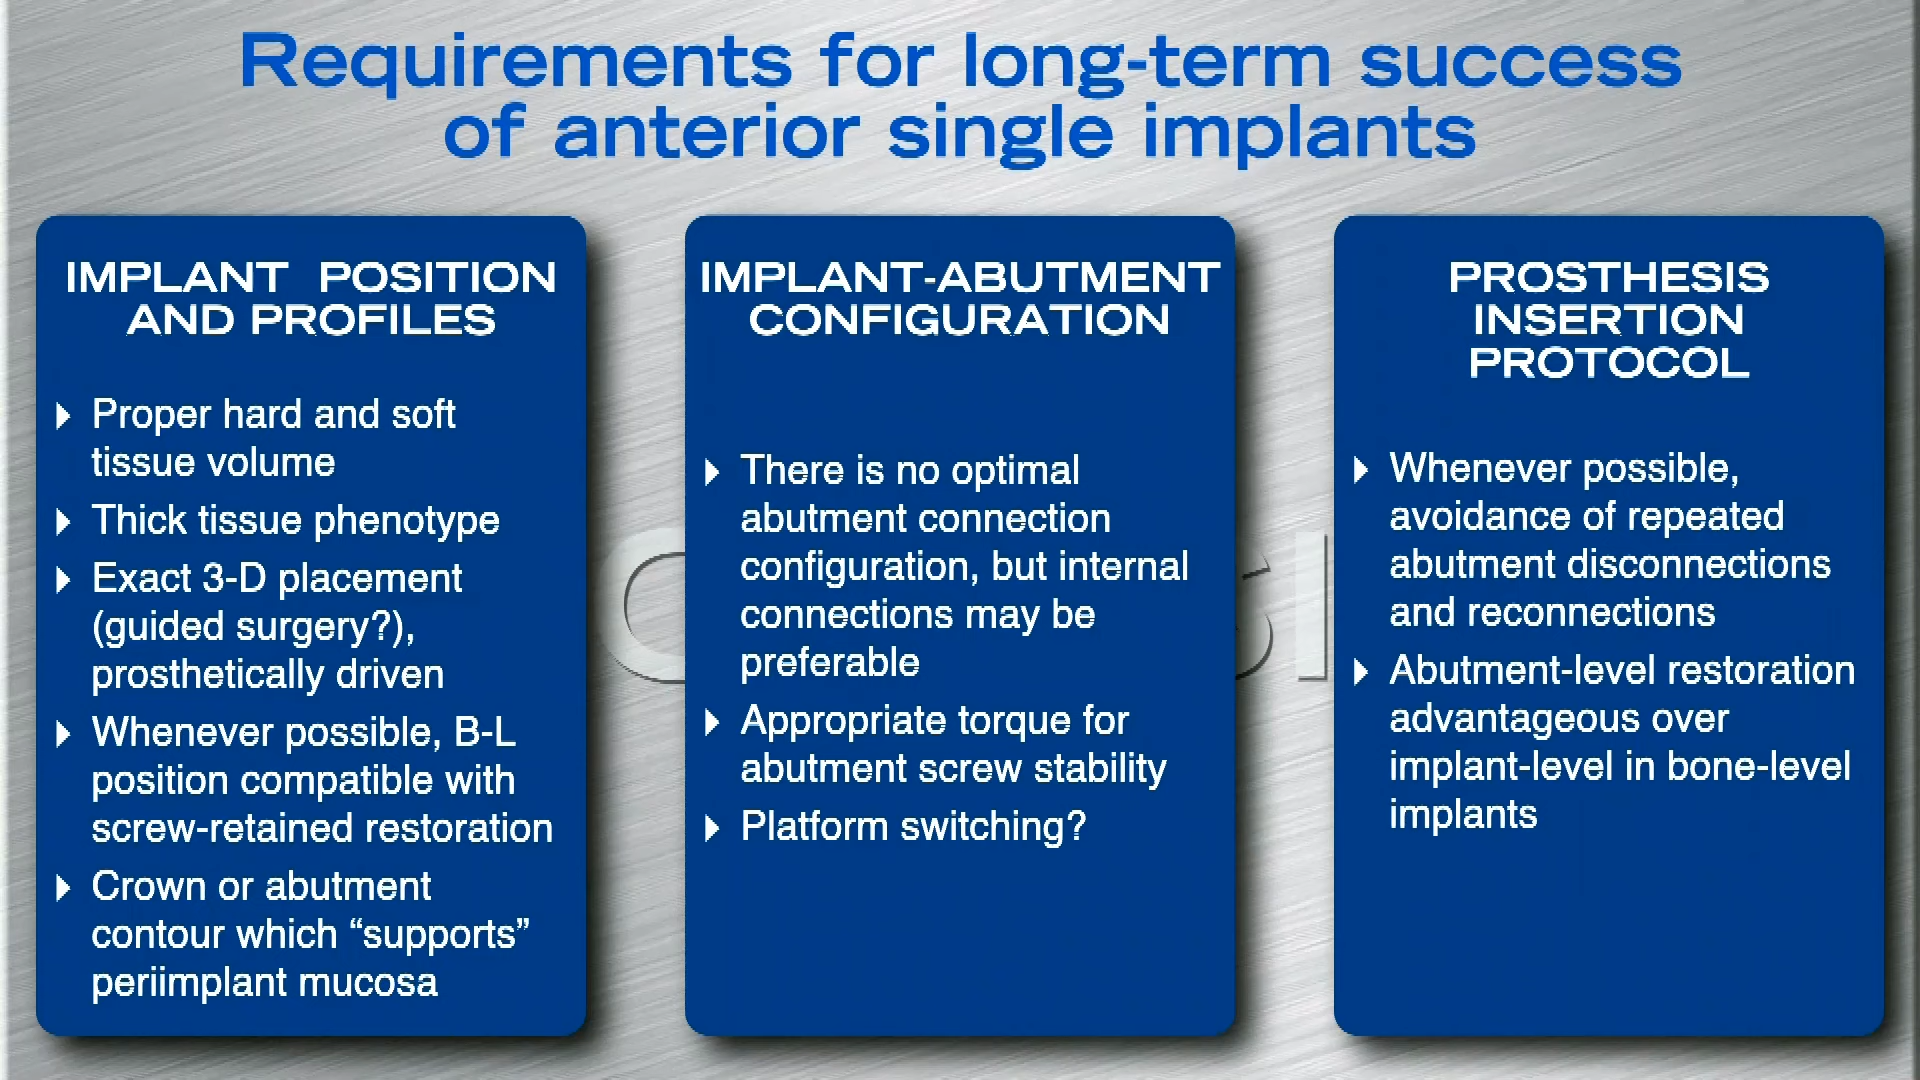 Requirements for long-term success
of anterior single implants
IMPLANT POSITION
AND PROFILES
Proper hard and soft
tissue volume
Thick tissue phenotype
Exact 3-D placement
(guided surgery?),
prosthetically driven
Whenever possible, B-L
position compatible with
screw-retained restoration
Crown or abutment
contour which “supports”
periimplant mucosa
IMPLANT-ABUTMENT
CONFIGURATION
There is no optimal
abutment connection
configuration, but internal
connections may be
preferable
Appropriate torque for
abutment screw stability
Platform switching?
PROSTHESIS
INSERTION
PROTOCOL
Whenever possible,
avoidance of repeated
abutment disconnections
and reconnections
Abutment-level restoration
advantageous over
implant-level in bone-level
implants